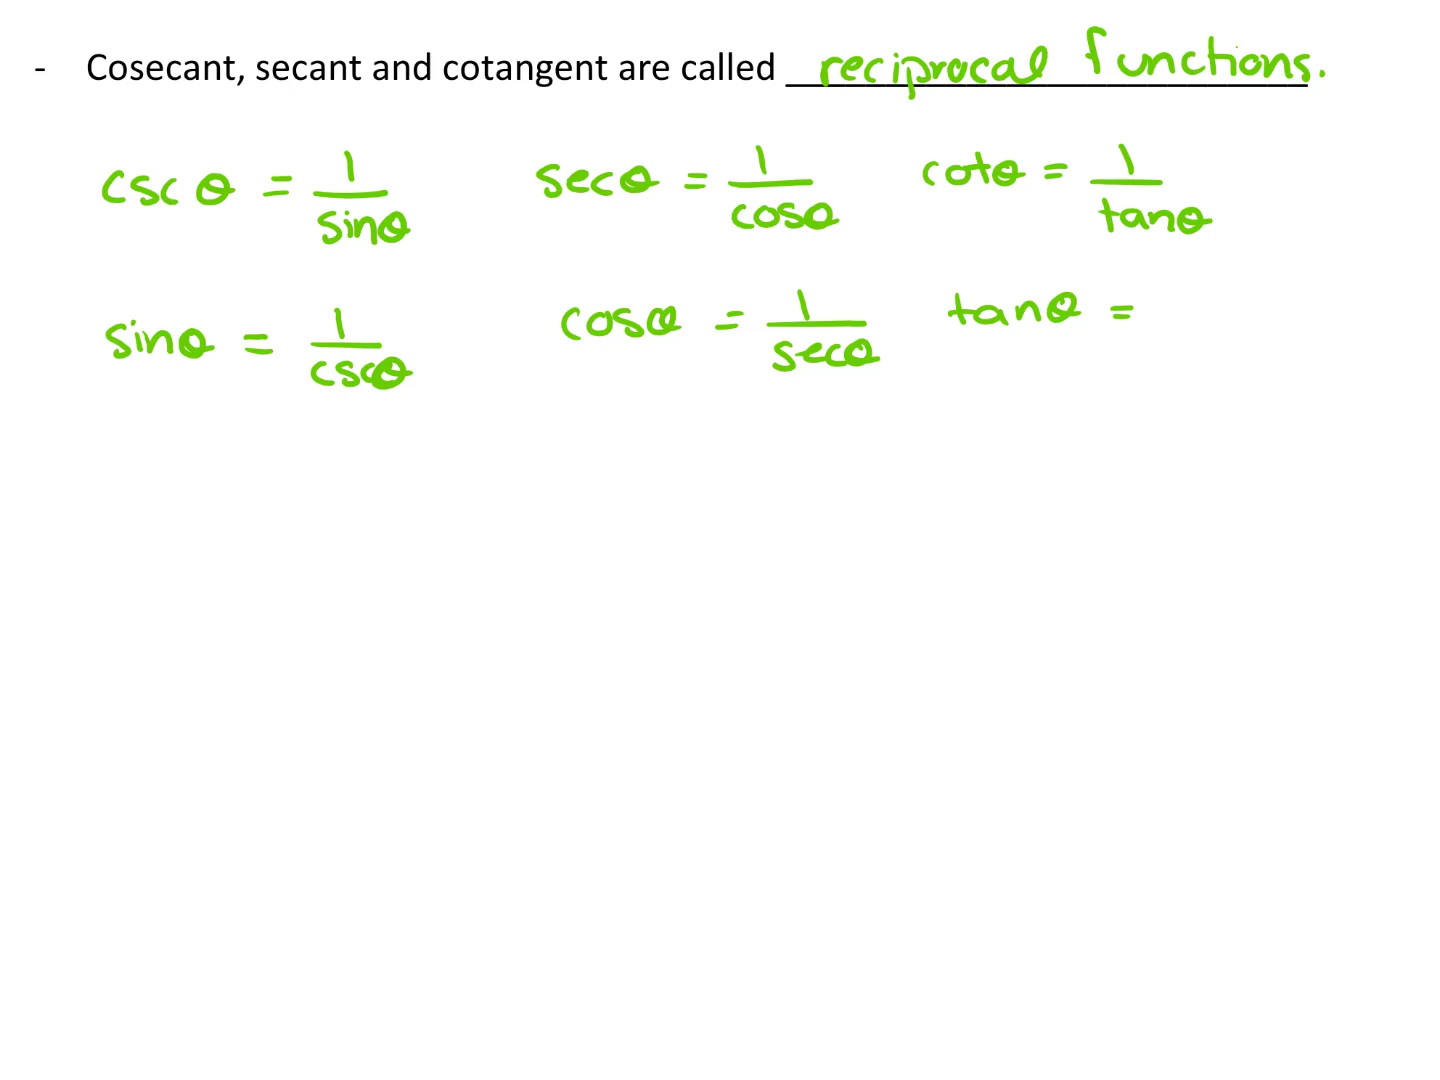 - Cosecant, secant and cotangent are called reciprocal functions.
csc θ = 1/sinθ secθ = 1/cosθ cotθ = 1/tanθ
sinθ = 1/cscθ cosθ = 1/secθ tanθ =